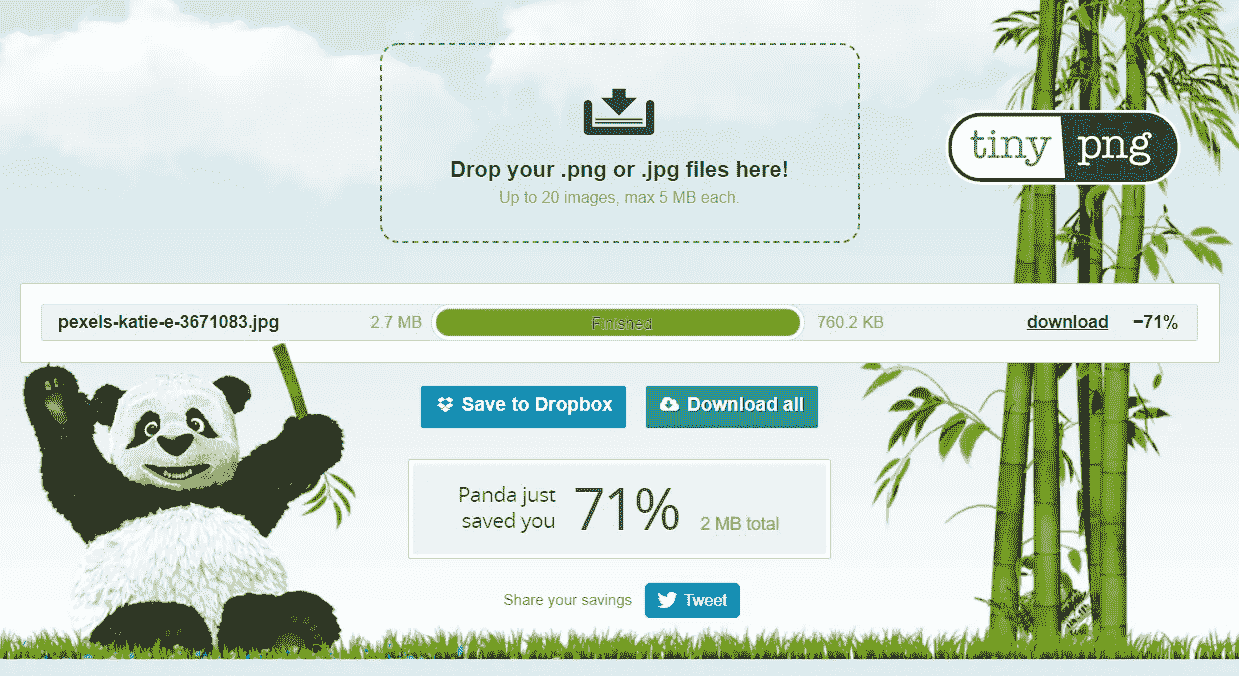 Drop your .png or .jpg files here!
Up to 20 images, max 5 MB each.
tiny png
pexels-katie-e-3671083.jpg 2.7 MB Finished 760.2 KB download −71%
Save to Dropbox Download all
Panda just
saved you 71% 2 MB total
Share your savings Tweet